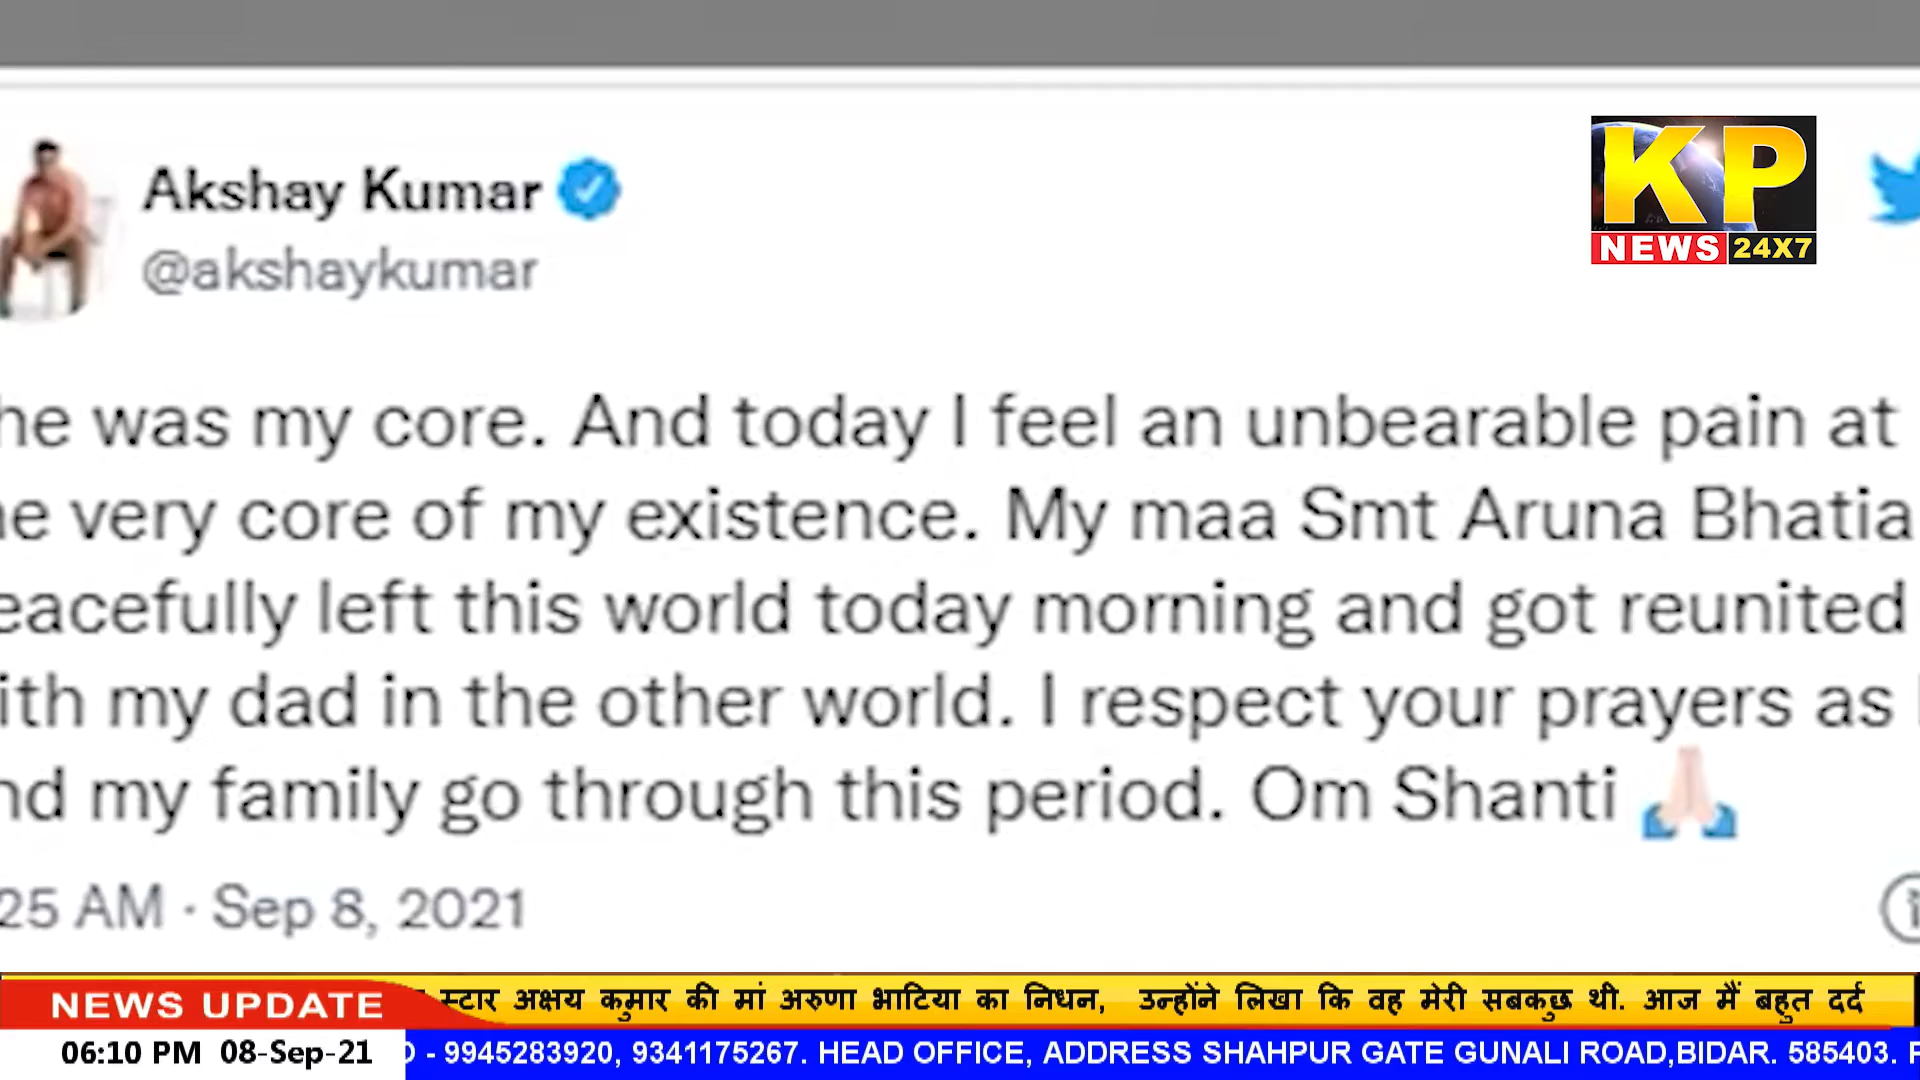 Akshay Kumar
@akshaykumar
KP
NEWS 24X7
he was my core. And today I feel an unbearable pain at
he very core of my existence. My maa Smt Aruna Bhatia
eacefully left this world today morning and got reunited
ith my dad in the other world. I respect your prayers as I
nd my family go through this period. Om Shanti 🙏🏻
25 AM · Sep 8, 2021
NEWS UPDATE
स्टार अक्षय कुमार की मां अरुणा भाटिया का निधन, उन्होंने लिखा कि वह मेरी सबकुछ थी. आज मैं बहुत दर्द
06:10 PM 08-Sep-21
- 9945283920, 9341175267. HEAD OFFICE, ADDRESS SHAHPUR GATE GUNALI ROAD,BIDAR. 585403.